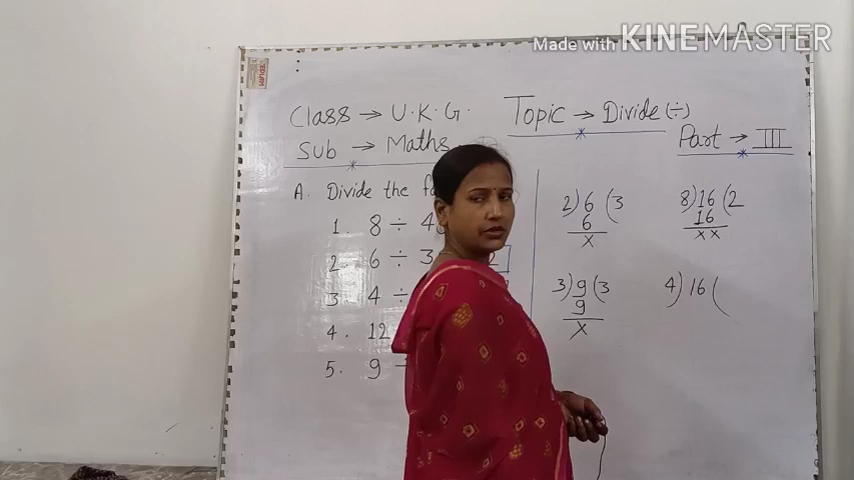 Made with KINEMASTER
Class → U.K.G.
Topic → Divide (÷)
Sub → Maths
Part → III
A. Divide the
1. 8 ÷ 4
2. 6 ÷ 3 2
3. 4 ÷
4. 12
5. 9 ÷
2) 6 (3
6
x
8) 16 (2
16
x x
3) 9 (3
9
x
4) 16 (